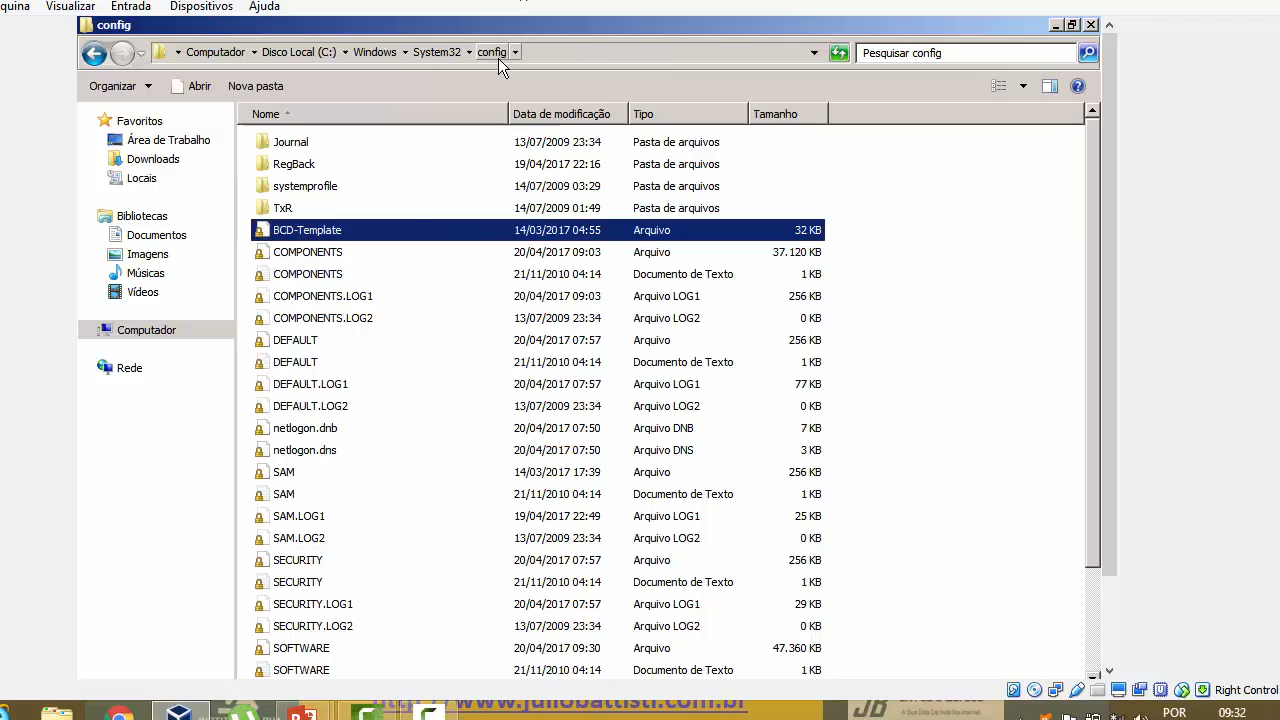 quina Visualizar Entrada Dispositivos Ajuda
config
Computador Disco Local (C:) Windows System32 config Pesquisar config
Organizar Abrir Nova pasta
Nome Data de modificação Tipo Tamanho
Favoritos
Área de Trabalho
Downloads
Locais
Bibliotecas
Documentos
Imagens
Músicas
Vídeos
Computador
Rede
Journal 13/07/2009 23:34 Pasta de arquivos
RegBack 19/04/2017 22:16 Pasta de arquivos
systemprofile 14/07/2009 03:29 Pasta de arquivos
TxR 14/07/2009 01:49 Pasta de arquivos
BCD-Template 14/03/2017 04:55 Arquivo 32 KB
COMPONENTS 20/04/2017 09:03 Arquivo 37.120 KB
COMPONENTS 21/11/2010 04:14 Documento de Texto 1 KB
COMPONENTS.LOG1 20/04/2017 09:03 Arquivo LOG1 256 KB
COMPONENTS.LOG2 13/07/2009 23:34 Arquivo LOG2 0 KB
DEFAULT 20/04/2017 07:57 Arquivo 256 KB
DEFAULT 21/11/2010 04:14 Documento de Texto 1 KB
DEFAULT.LOG1 20/04/2017 07:57 Arquivo LOG1 77 KB
DEFAULT.LOG2 13/07/2009 23:34 Arquivo LOG2 0 KB
netlogon.dnb 20/04/2017 07:50 Arquivo DNB 7 KB
netlogon.dns 20/04/2017 07:50 Arquivo DNS 3 KB
SAM 14/03/2017 17:39 Arquivo 256 KB
SAM 21/11/2010 04:14 Documento de Texto 1 KB
SAM.LOG1 19/04/2017 22:49 Arquivo LOG1 25 KB
SAM.LOG2 13/07/2009 23:34 Arquivo LOG2 0 KB
SECURITY 20/04/2017 07:57 Arquivo 256 KB
SECURITY 21/11/2010 04:14 Documento de Texto 1 KB
SECURITY.LOG1 20/04/2017 07:57 Arquivo LOG1 29 KB
SECURITY.LOG2 13/07/2009 23:34 Arquivo LOG2 0 KB
SOFTWARE 20/04/2017 09:30 Arquivo 47.360 KB
SOFTWARE 21/11/2010 04:14 Documento de Texto 1 KB
Right Control
http://www.juliobattisti.com.br
POR 09:32